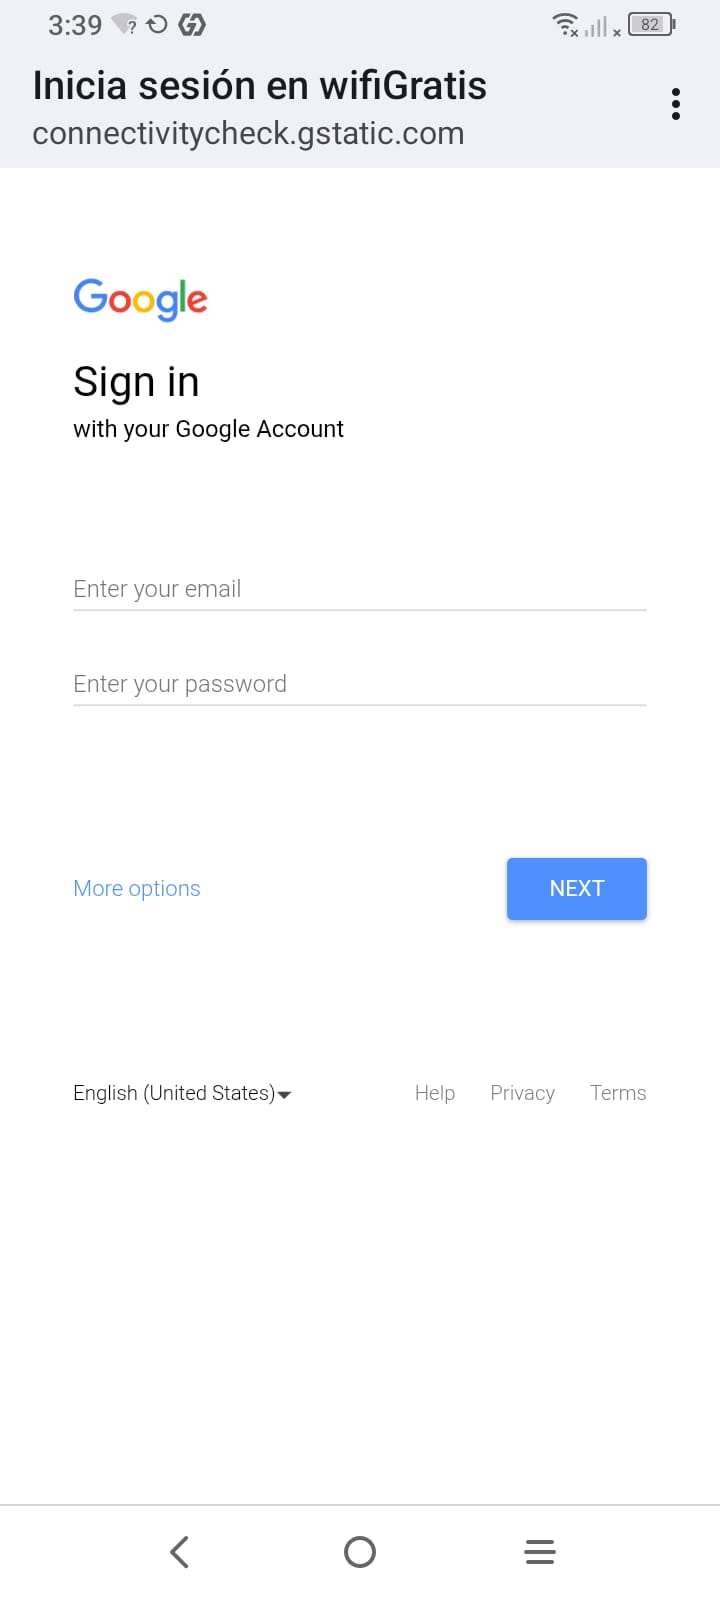 3:39
82
Inicia sesión en wifiGratis
connectivitycheck.gstatic.com
Google
Sign in
with your Google Account
Enter your email
Enter your password
More options
NEXT
English (United States)
Help Privacy Terms